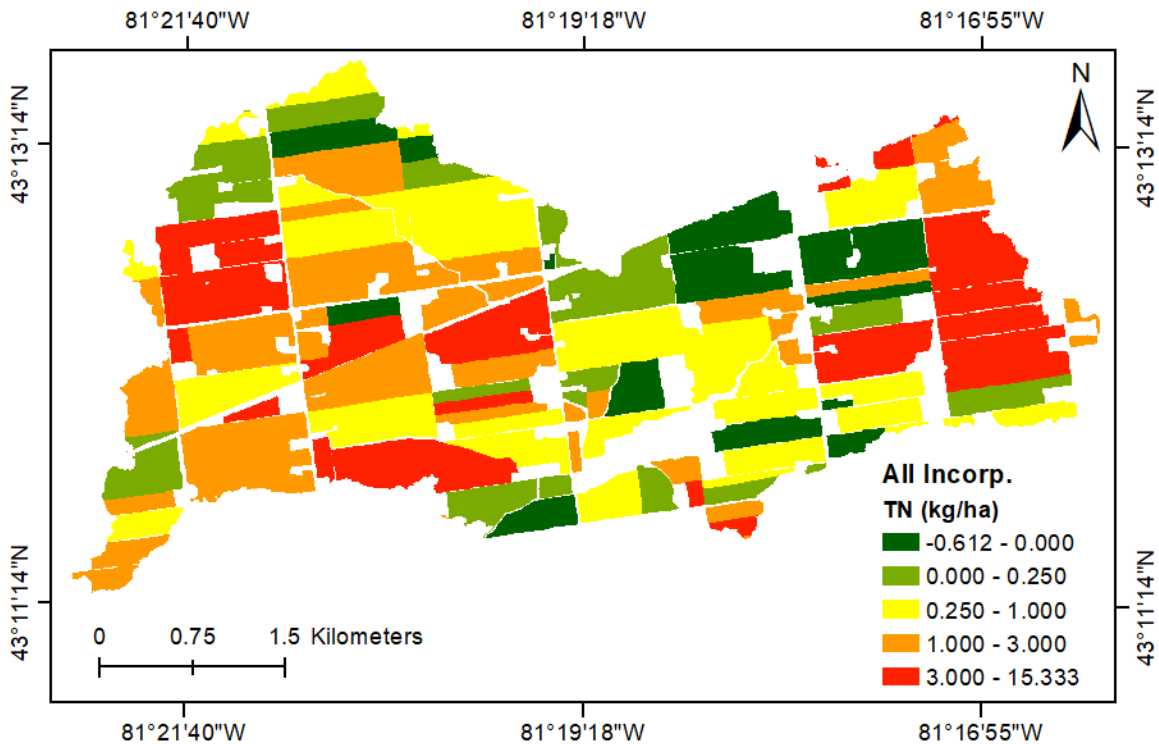 81°21'40"W 81°19'18"W 81°16'55"W
N
43°13'14"N 43°13'14"N
All Incorp.
TN (kg/ha)
-0.612 - 0.000
0.000 - 0.250
0.250 - 1.000
1.000 - 3.000
3.000 - 15.333
43°11'14"N 43°11'14"N
0 0.75 1.5 Kilometers
81°21'40"W 81°19'18"W 81°16'55"W